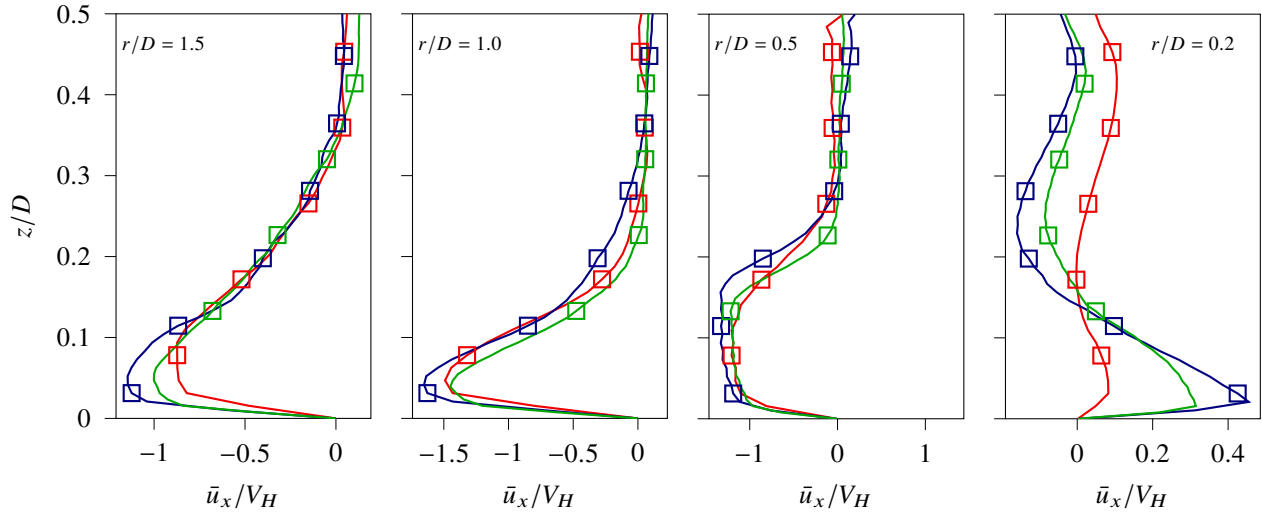 0.5
0.4
0.3
0.2
0.1
0
z/D
r/D = 1.5
−1
−0.5
0
ū_x/V_H
r/D = 1.0
−1.5
−1
−0.5
0
ū_x/V_H
r/D = 0.5
−1
0
1
ū_x/V_H
r/D = 0.2
0
0.2
0.4
ū_x/V_H